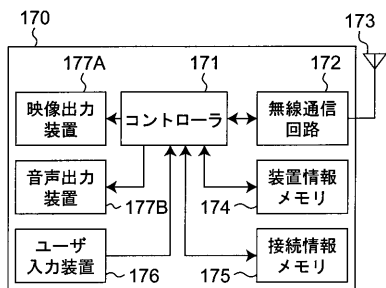 170
173
177A
171
172
映像出力
装置
コントローラ
無線通信
回路
音声出力
装置
177B
174
装置情報
メモリ
ユーザ
入力装置
176
175
接続情報
メモリ